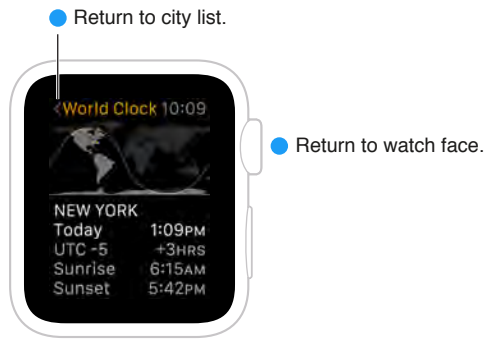 Return to city list.
<World Clock 10:09
Return to watch face.
NEW YORK
Today 1:09PM
UTC -5 +3HRS
Sunrise 6:15AM
Sunset 5:42PM